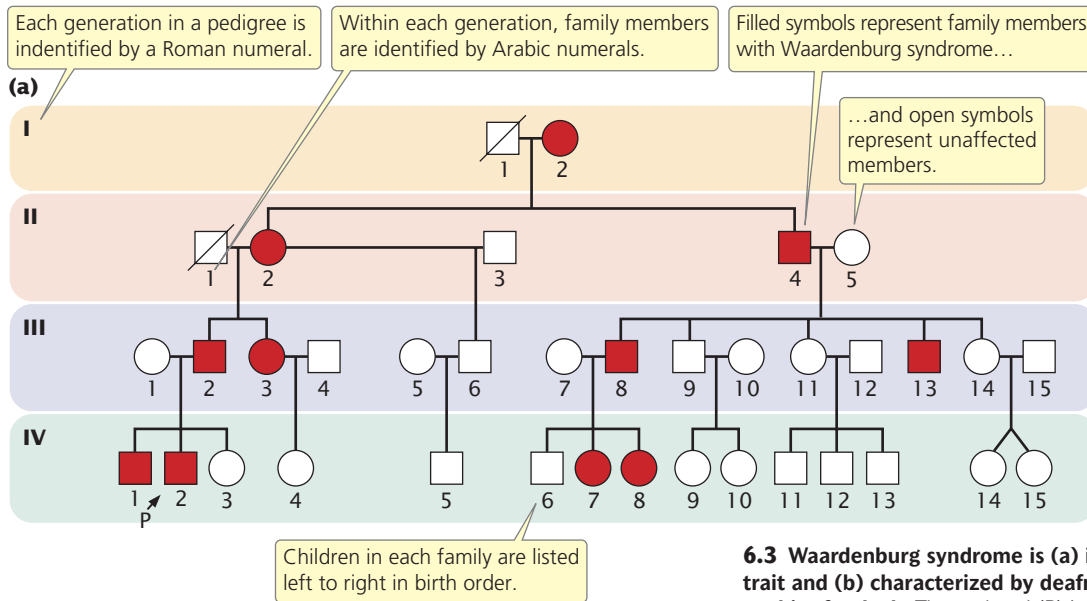 Each generation in a pedigree is
indentified by a Roman numeral.
Within each generation, family members
are identified by Arabic numerals.
Filled symbols represent family members
with Waardenburg syndrome…
(a)
…and open symbols
represent unaffected
members.
I
1 2
II
1 2 3 4 5
III
1 2 3 4 5 6 7 8 9 10 11 12 13 14 15
IV
1 2 3 4 5 6 7 8 9 10 11 12 13 14 15
P
Children in each family are listed
left to right in birth order.
6.3 Waardenburg syndrome is (a)
trait and (b) characterized by